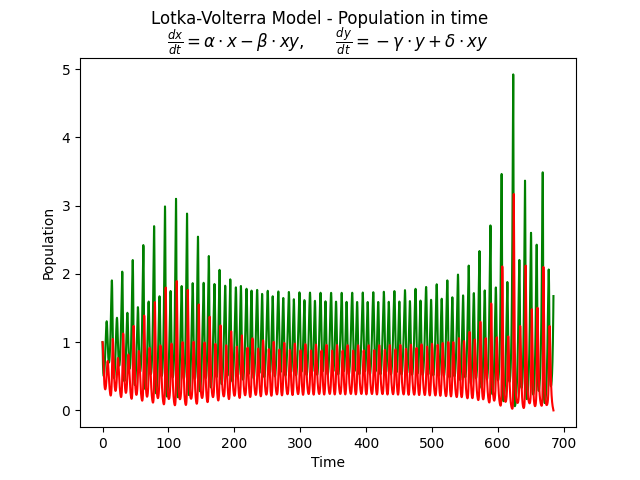 Lotka-Volterra Model - Population in time
dx/dt = α · x − β · xy,  dy/dt = − γ · y + δ · xy
Population
5
4
3
2
1
0
0 100 200 300 400 500 600 700
Time